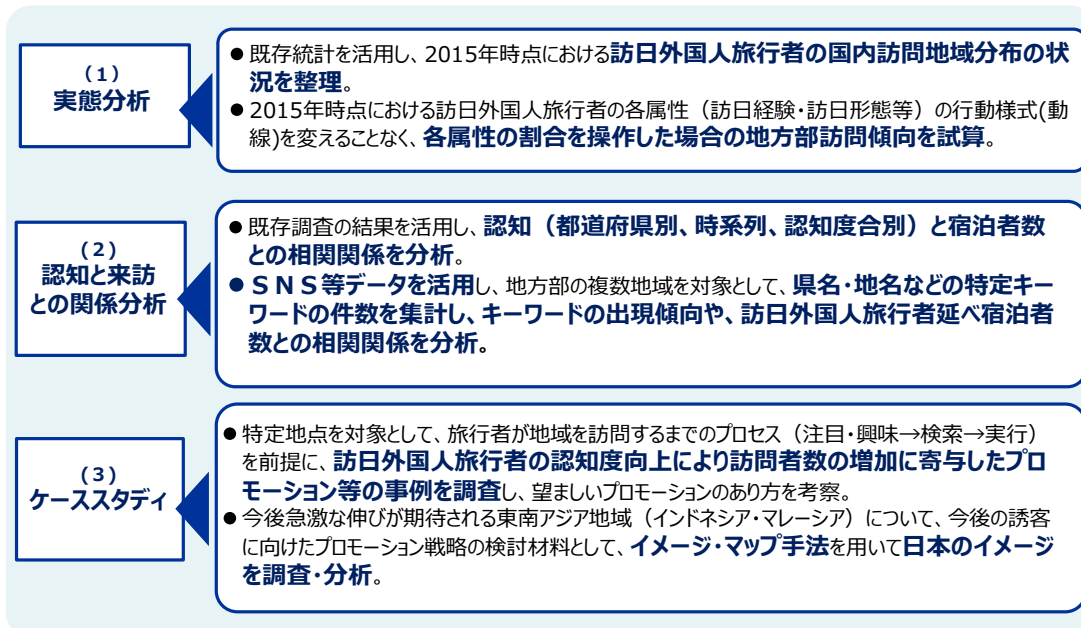 （１）
実態分析
● 既存統計を活用し、2015年時点における訪日外国人旅行者の国内訪問地域分布の状
況を整理。
● 2015年時点における訪日外国人旅行者の各属性（訪日経験・訪日形態等）の行動様式(動
線)を変えることなく、各属性の割合を操作した場合の地方部訪問傾向を試算。
（２）
認知と来訪
との関係分析
● 既存調査の結果を活用し、認知（都道府県別、時系列、認知度合別）と宿泊者数
との相関関係を分析。
● ＳＮＳ等データを活用し、地方部の複数地域を対象として、県名・地名などの特定キー
ワードの件数を集計し、キーワードの出現傾向や、訪日外国人旅行者延べ宿泊者
数との相関関係を分析。
（３）
ケーススタディ
● 特定地点を対象として、旅行者が地域を訪問するまでのプロセス（注目・興味→検索→実行）
を前提に、訪日外国人旅行者の認知度向上により訪問者数の増加に寄与したプロ
モーション等の事例を調査し、望ましいプロモーションのあり方を考察。
● 今後急激な伸びが期待される東南アジア地域（インドネシア・マレーシア）について、今後の誘客
に向けたプロモーション戦略の検討材料として、イメージ・マップ手法を用いて日本のイメージ
を調査・分析。